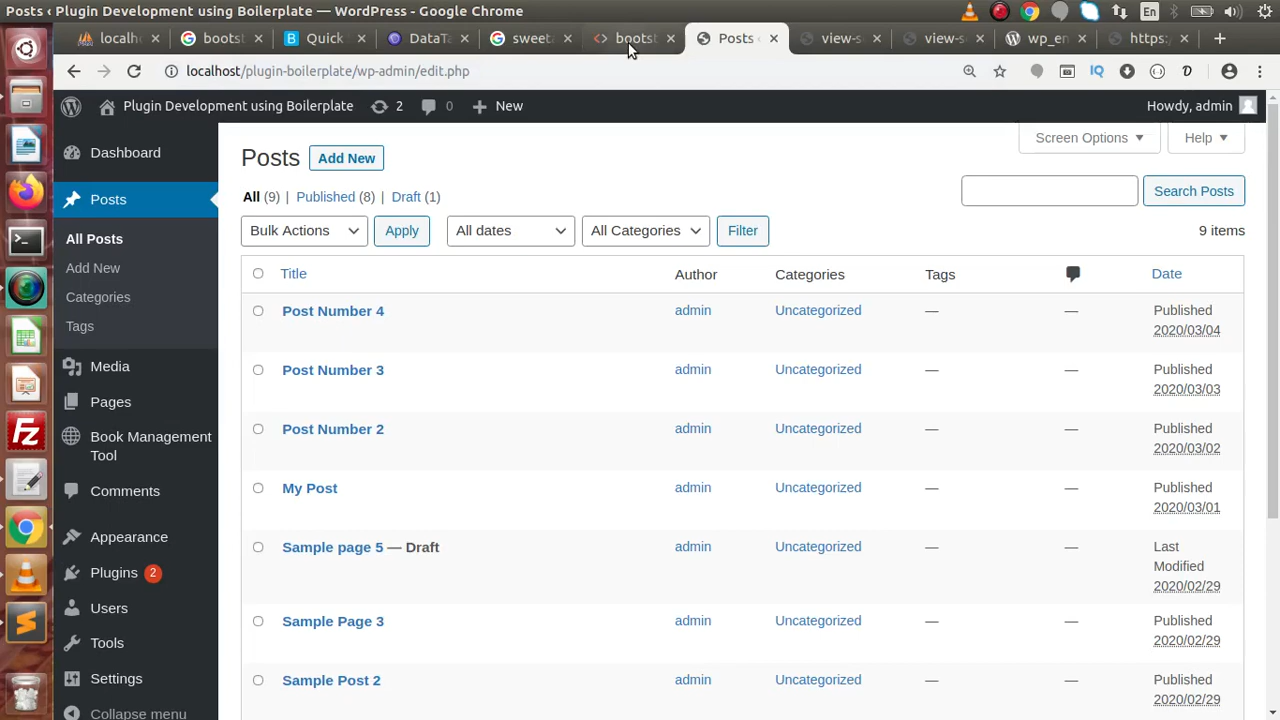 Posts ‹ Plugin Development using Boilerplate — WordPress - Google Chrome
En
localh
boots
Quick
DataTa
sweeta
boots
Posts ‹
view-s
view-s
wp_en
https:/
localhost/plugin-boilerplate/wp-admin/edit.php
IQ
Plugin Development using Boilerplate
2
0
New
Howdy, admin
Dashboard
Posts
All Posts
Add New
Categories
Tags
Media
Pages
Book Management
Tool
Comments
Appearance
Plugins 2
Users
Tools
Settings
Collapse menu
Posts
Add New
Screen Options
Help
All (9) | Published (8) | Draft (1)
Search Posts
Bulk Actions
Apply
All dates
All Categories
Filter
9 items
Title
Author
Categories
Tags
Date
Post Number 4
admin
Uncategorized
—
—
Published
2020/03/04
Post Number 3
admin
Uncategorized
—
—
Published
2020/03/03
Post Number 2
admin
Uncategorized
—
—
Published
2020/03/02
My Post
admin
Uncategorized
—
—
Published
2020/03/01
Sample page 5 — Draft
admin
Uncategorized
—
—
Last
Modified
2020/02/29
Sample Page 3
admin
Uncategorized
—
—
Published
2020/02/29
Sample Post 2
admin
Uncategorized
—
—
Published
2020/02/29